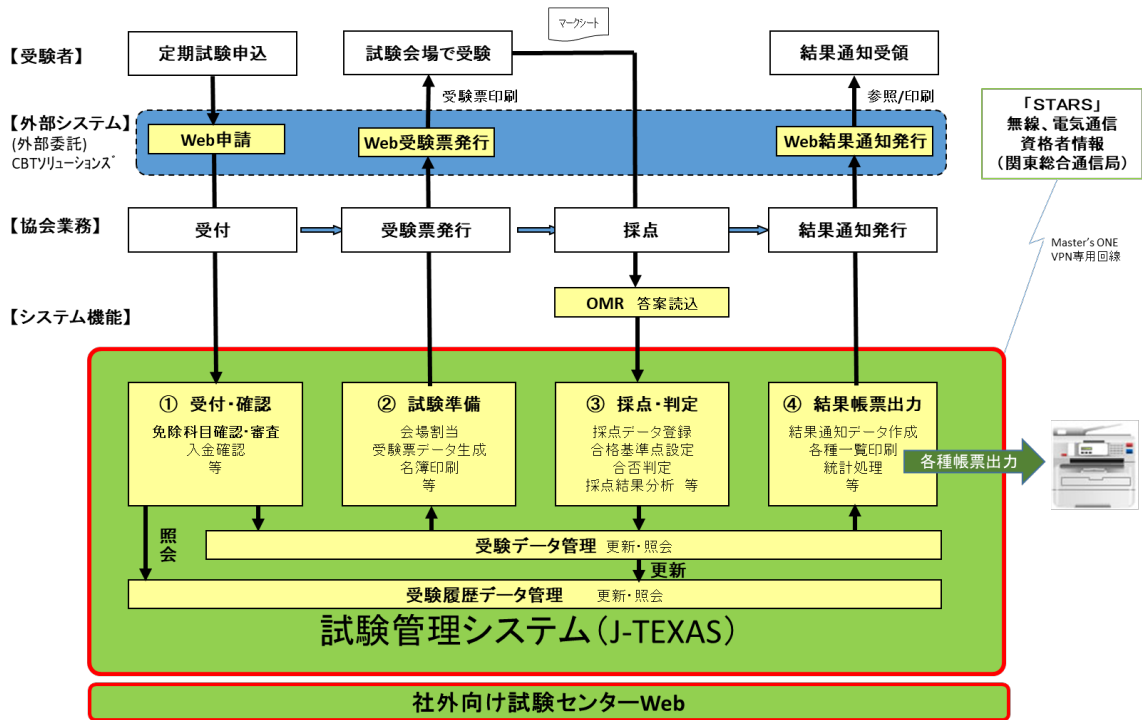 マークシート
【受験者】
定期試験申込
試験会場で受験
結果通知受領
受験票印刷
参照/印刷
「STARS」
無線、電気通信
資格者情報
（関東総合通信局）
【外部システム】
(外部委託)
CBTソリューションズ
Web申請
Web受験票発行
Web結果通知発行
【協会業務】
受付
受験票発行
採点
結果通知発行
Master's ONE
VPN専用回線
OMR 答案読込
【システム機能】
① 受付・確認
免除科目確認・審査
入金確認
等
② 試験準備
会場割当
受験票データ生成
名簿印刷
等
③ 採点・判定
採点データ登録
合格基準点設定
合否判定
採点結果分析 等
④ 結果帳票出力
結果通知データ作成
各種一覧印刷
統計処理
等
各種帳票出力
照会
受験データ管理 更新・照会
更新
受験履歴データ管理 更新・照会
試験管理システム（J-TEXAS）
社外向け試験センターWeb